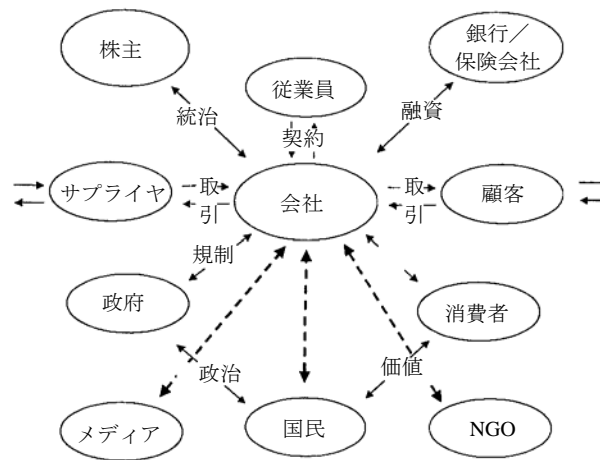 株主
銀行／
保険会社
従業員
統治
契約
融資
サプライヤ
取
引
会社
取
引
顧客
規制
政府
消費者
政治
価値
メディア
国民
NGO